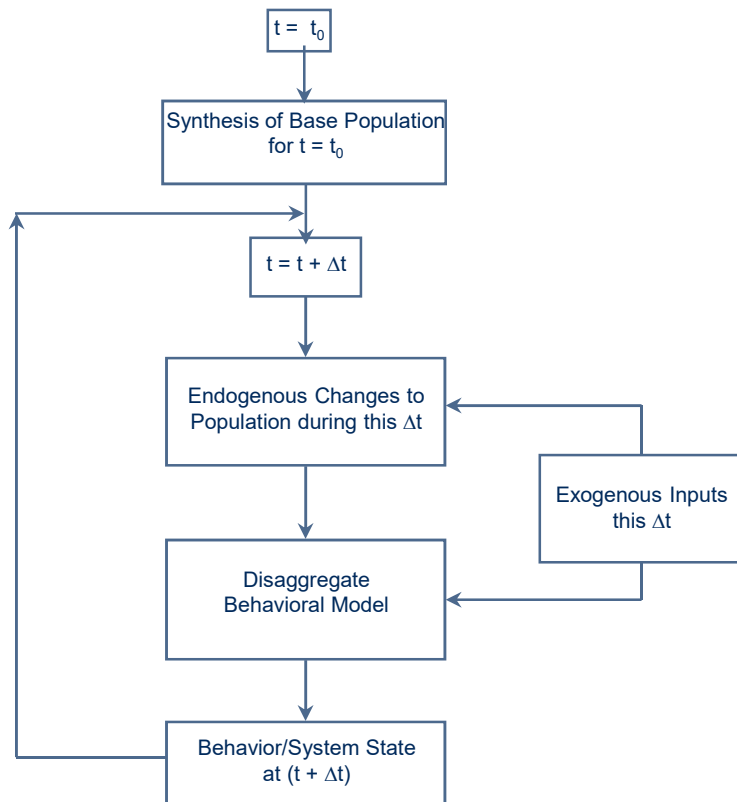 t = t₀
Synthesis of Base Population
for t = t₀
t = t + Δt
Endogenous Changes to
Population during this Δt
Exogenous Inputs
this Δt
Disaggregate
Behavioral Model
Behavior/System State
at (t + Δt)